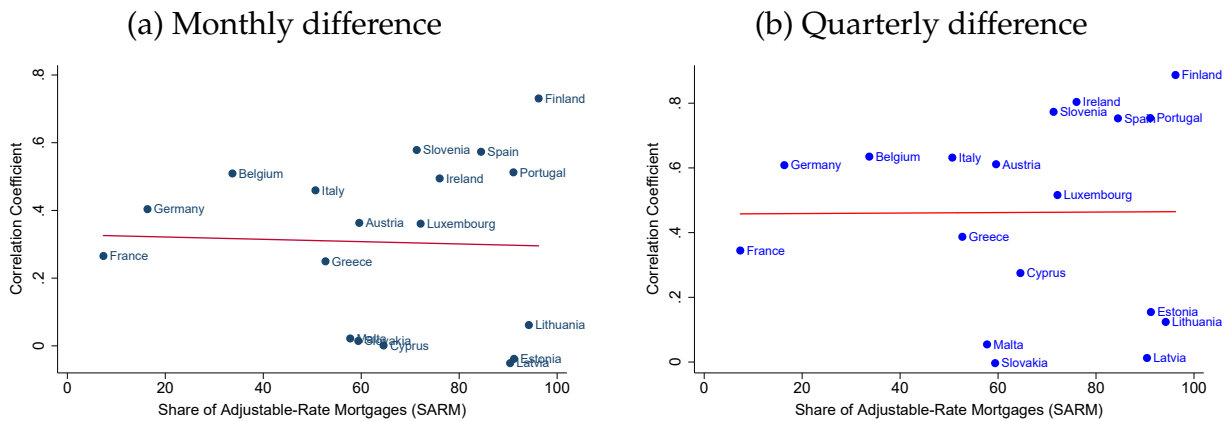 (a) Monthly difference
Correlation Coefficient
.8
.6
.4
.2
0
Finland
Slovenia
Spain
Belgium
Ireland
Portugal
Italy
Germany
Austria
Luxembourg
France
Greece
Lithuania
Malta
Slovakia
Cyprus
Estonia
Latvia
0 20 40 60 80 100
Share of Adjustable-Rate Mortgages (SARM)
(b) Quarterly difference
Correlation Coefficient
.8
.6
.4
.2
0
Finland
Ireland
Slovenia
Spain
Portugal
Belgium
Italy
Germany
Austria
Luxembourg
Greece
France
Cyprus
Estonia
Lithuania
Malta
Latvia
Slovakia
0 20 40 60 80 100
Share of Adjustable-Rate Mortgages (SARM)